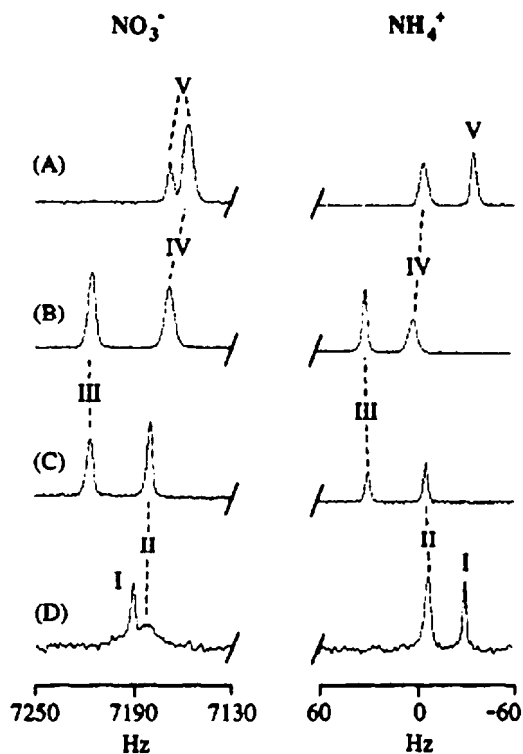 NO₃⁻ NH₄⁺
V V
(A)
IV IV
(B)
III III
(C)
II II
I I
(D)
7250 7190 7130 60 0 -60
Hz Hz